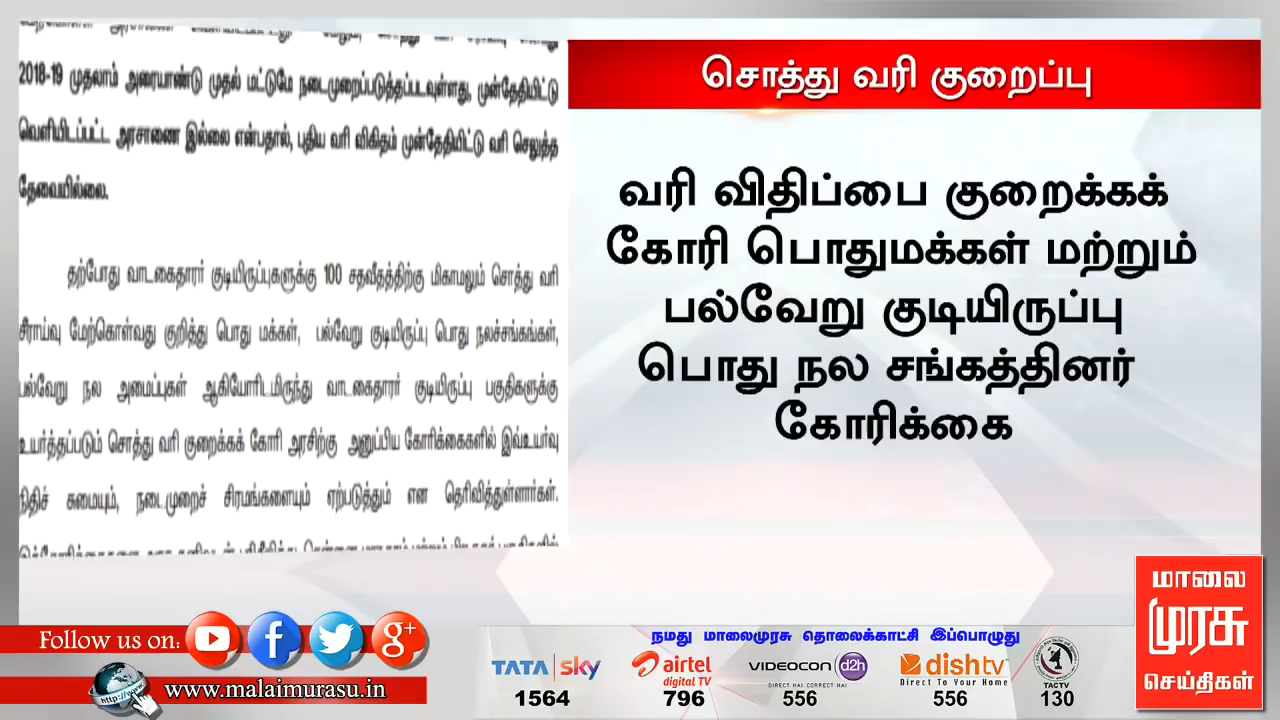 2018-19 முதலாம் அரையாண்டு முதல் மட்டுமே நடைமுறைப்படுத்தப்படவுள்ளது. முன்தேதியிட்டு
வெளியிடப்பட்ட அரசாணை இல்லை என்பதால், புதிய வரி விகிதம் முன்தேதியிட்டு வரி செலுத்த
தேவையில்லை.
தற்போது வாடகைதாரர் குடியிருப்புகளுக்கு 100 சதவீதத்திற்கு மிகாமலும் சொத்து வரி
சீராய்வு மேற்கொள்வது குறித்து பொது மக்கள், பல்வேறு குடியிருப்பு பொது நலச்சங்கங்கள்,
பல்வேறு நல அமைப்புகள் ஆகியோரிடமிருந்து வாடகைதாரர் குடியிருப்பு பகுதிகளுக்கு
உயர்த்தப்படும் சொத்து வரி குறைக்கக் கோரி அரசிற்கு அனுப்பிய கோரிக்கைகளில் இவ்உயர்வு
நிதிச் சுமையும், நடைமுறைச் சிரமங்களையும் ஏற்படுத்தும் என தெரிவித்துள்ளார்கள்.
சொத்து வரி குறைப்பு
வரி விதிப்பை குறைக்கக்
கோரி பொதுமக்கள் மற்றும்
பல்வேறு குடியிருப்பு
பொது நல சங்கத்தினர்
கோரிக்கை
மாலை
முரசு
செய்திகள்
Follow us on:
g+
http://www
www.malaimurasu.in
நமது மாலைமுரசு தொலைக்காட்சி இப்பொழுது
TATA sky
1564
airtel
digital TV
796
VIDEOCON d2h
DIRECT HAI CORRECT HAI
556
dishtv
Direct To Your Home
556
TACTV
130